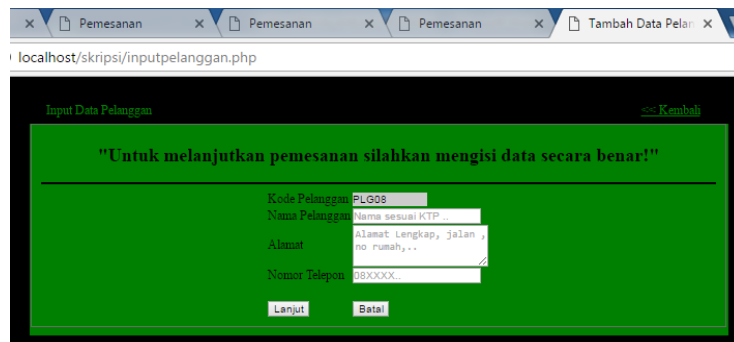 Pemesanan Pemesanan Pemesanan Tambah Data Pelan
localhost/skripsi/inputpelanggan.php
Input Data Pelanggan << Kembali
"Untuk melanjutkan pemesanan silahkan mengisi data secara benar!"
Kode Pelanggan PLG08
Nama Pelanggan Nama sesuai KTP ..
Alamat Alamat Lengkap, jalan ,
no rumah,..
Nomor Telepon 08XXXX..
Lanjut Batal